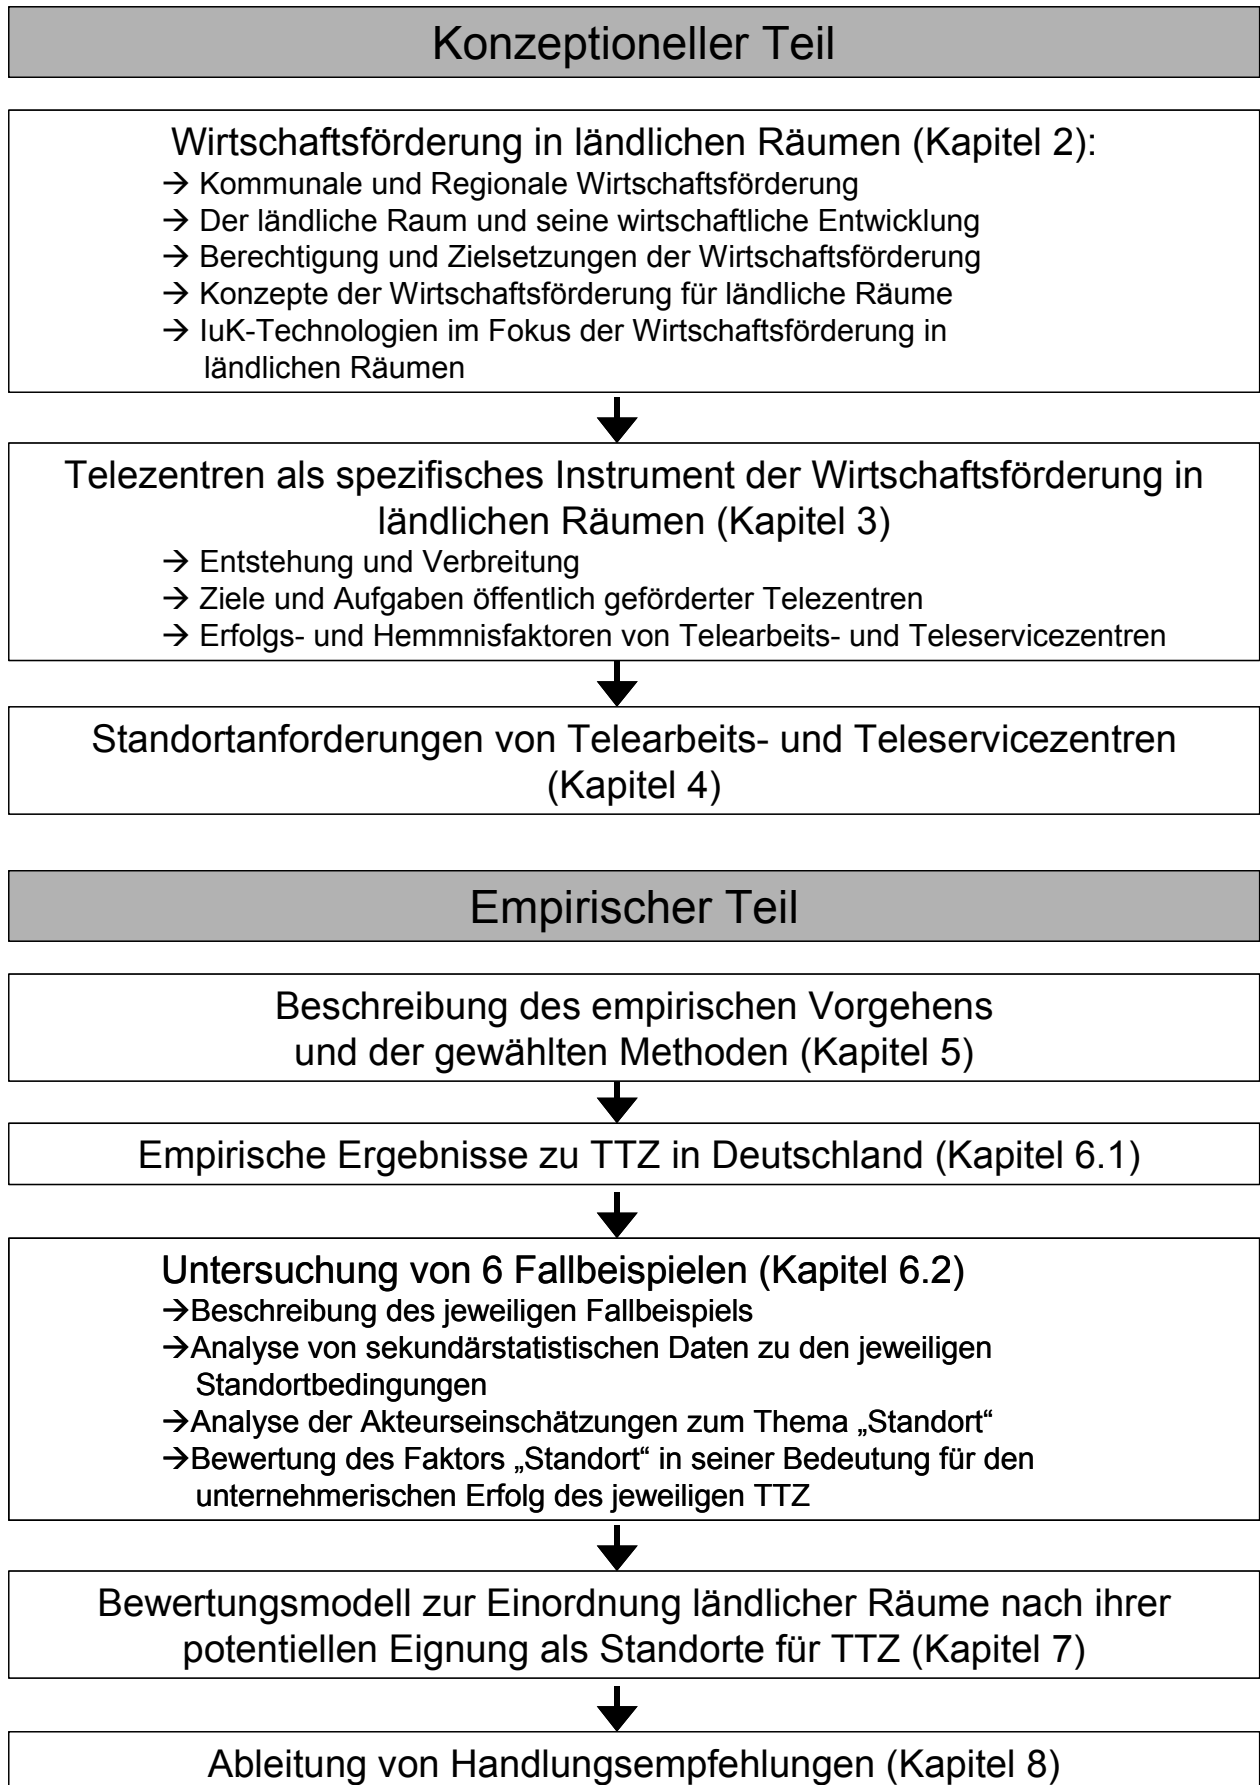 Konzeptioneller Teil
Wirtschaftsförderung in ländlichen Räumen (Kapitel 2):
→ Kommunale und Regionale Wirtschaftsförderung
→ Der ländliche Raum und seine wirtschaftliche Entwicklung
→ Berechtigung und Zielsetzungen der Wirtschaftsförderung
→ Konzepte der Wirtschaftsförderung für ländliche Räume
→ IuK-Technologien im Fokus der Wirtschaftsförderung in
ländlichen Räumen
Telezentren als spezifisches Instrument der Wirtschaftsförderung in
ländlichen Räumen (Kapitel 3)
→ Entstehung und Verbreitung
→ Ziele und Aufgaben öffentlich geförderter Telezentren
→ Erfolgs- und Hemmnisfaktoren von Telearbeits- und Teleservicezentren
Standortanforderungen von Telearbeits- und Teleservicezentren
(Kapitel 4)
Empirischer Teil
Beschreibung des empirischen Vorgehens
und der gewählten Methoden (Kapitel 5)
Empirische Ergebnisse zu TTZ in Deutschland (Kapitel 6.1)
Untersuchung von 6 Fallbeispielen (Kapitel 6.2)
→Beschreibung des jeweiligen Fallbeispiels
→Analyse von sekundärstatistischen Daten zu den jeweiligen
Standortbedingungen
→Analyse der Akteurseinschätzungen zum Thema „Standort“
→Bewertung des Faktors „Standort“ in seiner Bedeutung für den
unternehmerischen Erfolg des jeweiligen TTZ
Bewertungsmodell zur Einordnung ländlicher Räume nach ihrer
potentiellen Eignung als Standorte für TTZ (Kapitel 7)
Ableitung von Handlungsempfehlungen (Kapitel 8)